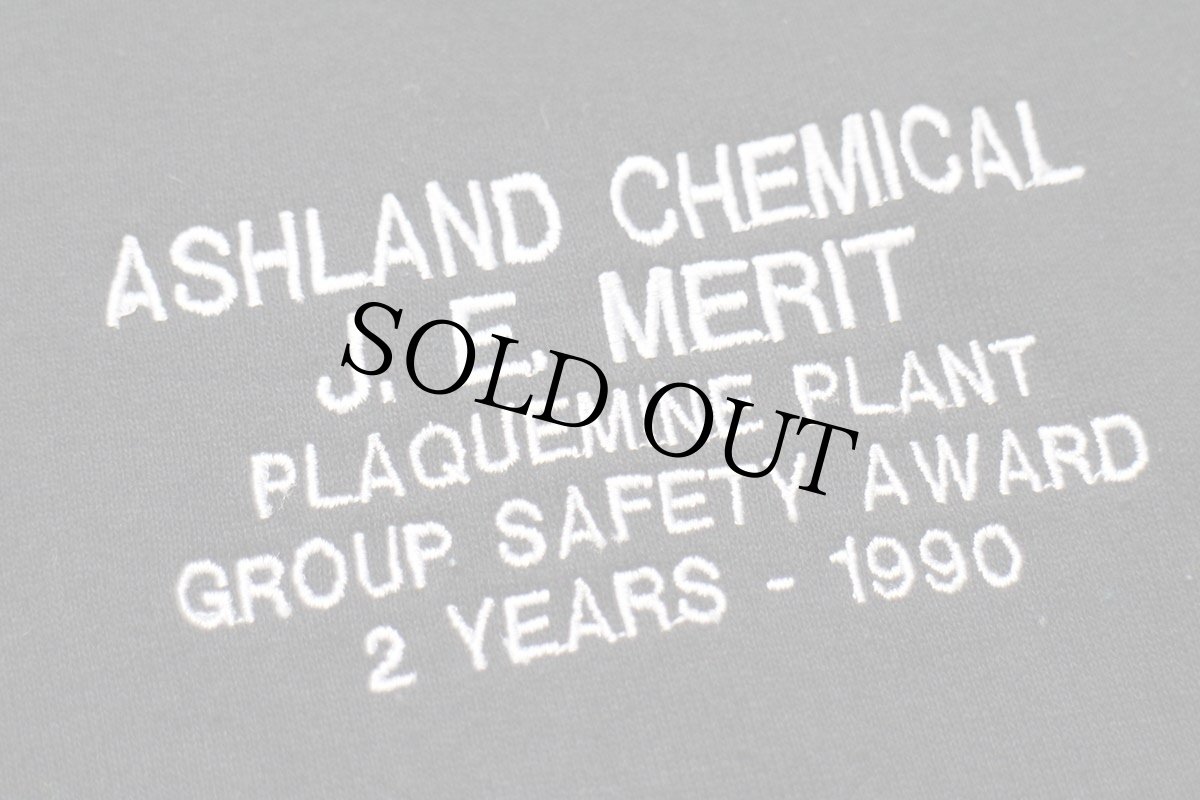 ASHLAND CHEMICAL
J. E. MERIT
PLAQUEMINE PLANT
GROUP SAFETY AWARD
2 YEARS - 1990
SOLD OUT